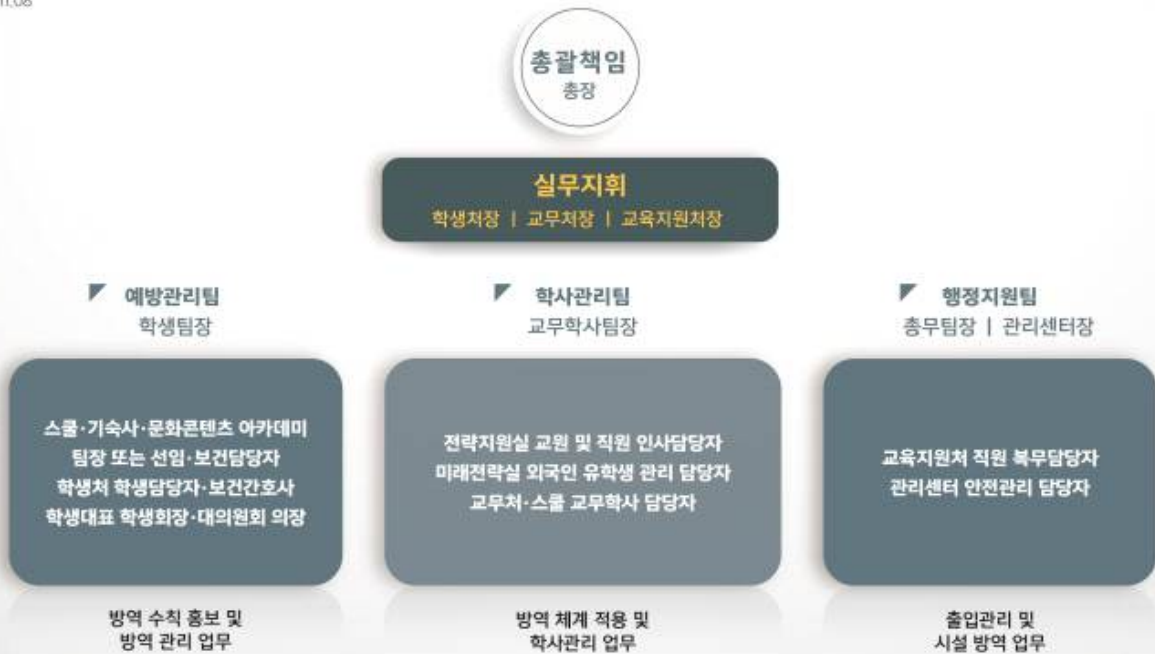 총괄책임
총장
실무지휘
학생처장 | 교무처장 | 교육지원처장
예방관리팀
학생팀장
스쿨·기숙사·문화콘텐츠 아카데미
팀장 또는 선임·보건담당자
학생처 학생담당자·보건간호사
학생대표 학생회장·대의원회 의장
방역 수칙 홍보 및
방역 관리 업무
학사관리팀
교무학사팀장
전략지원실 교원 및 직원 인사담당자
미래전략실 외국인 유학생 관리 담당자
교무처·스쿨 교무학사 담당자
방역 체계 적용 및
학사관리 업무
행정지원팀
총무팀장 | 관리센터장
교육지원처 직원 복무담당자
관리센터 안전관리 담당자
출입관리 및
시설 방역 업무